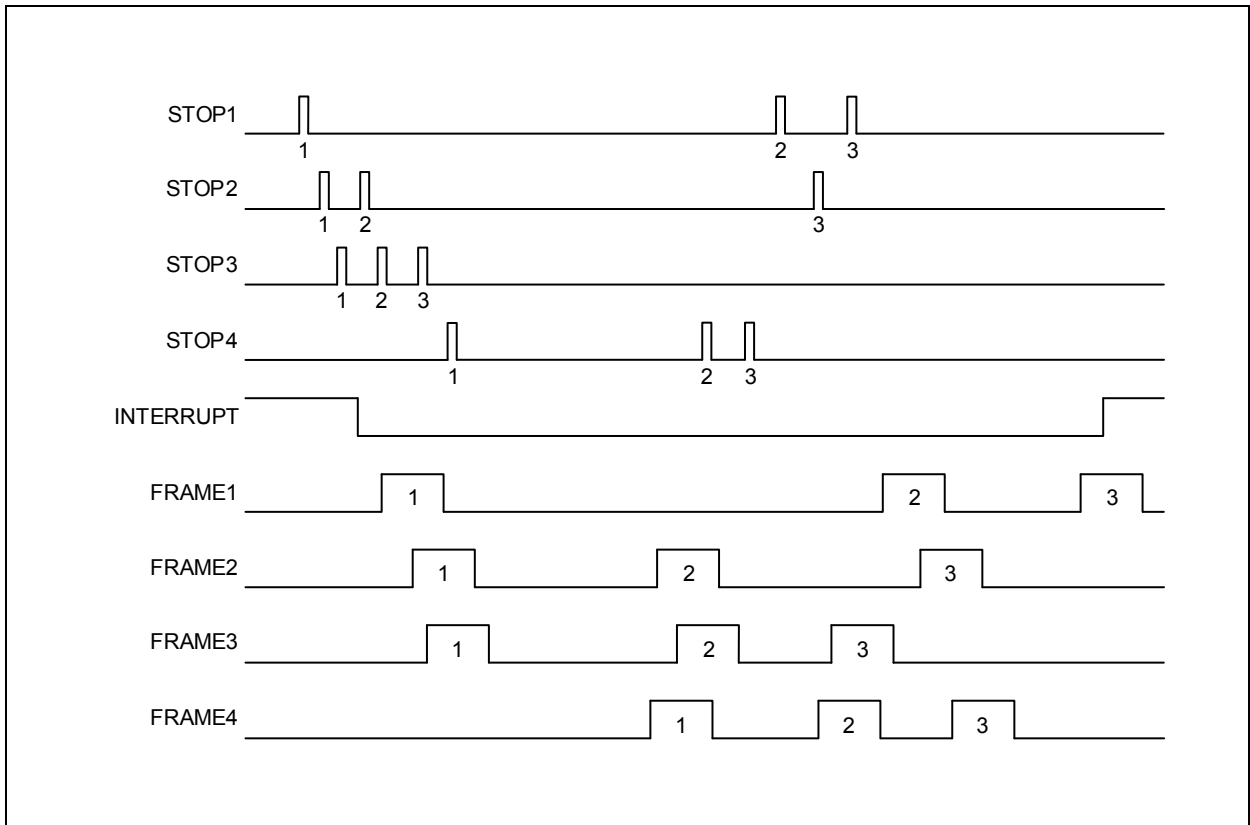 STOP1
1 2 3
STOP2
1 2 3
STOP3
1 2 3
STOP4
1 2 3
INTERRUPT
FRAME1 1 2 3
FRAME2 1 2 3
FRAME3 1 2 3
FRAME4 1 2 3